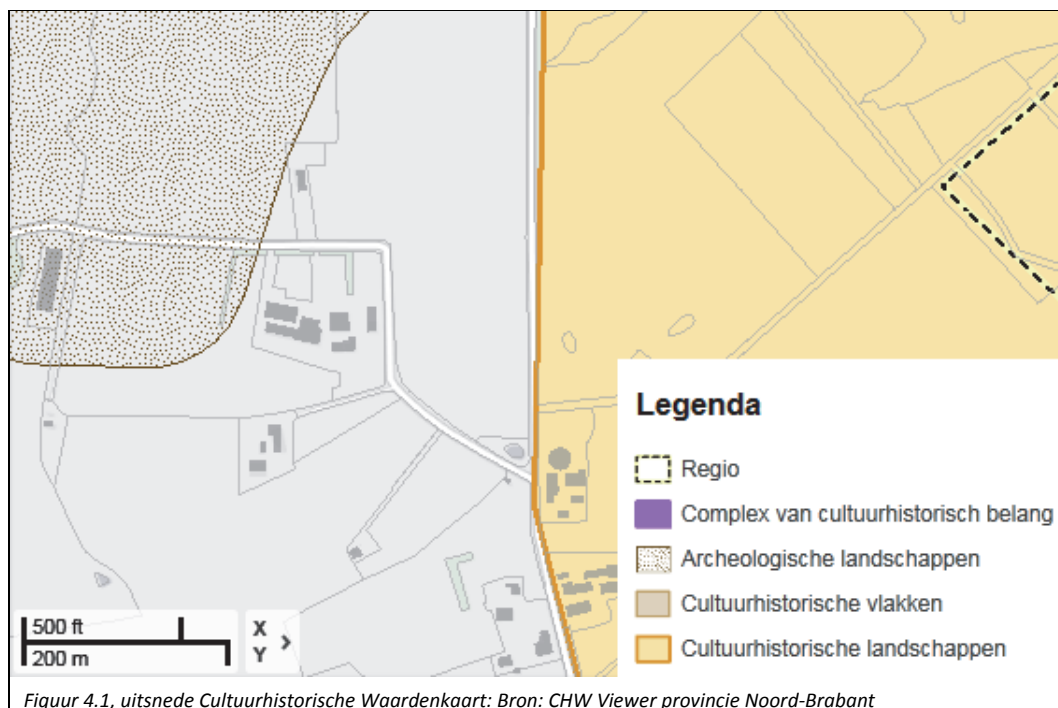 Legenda
Regio
Complex van cultuurhistorisch belang
Archeologische landschappen
Cultuurhistorische vlakken
Cultuurhistorische landschappen
500 ft
200 m
X
Y
Figuur 4.1, uitsnede Cultuurhistorische Waardenkaart: Bron: CHW Viewer provincie Noord-Brabant